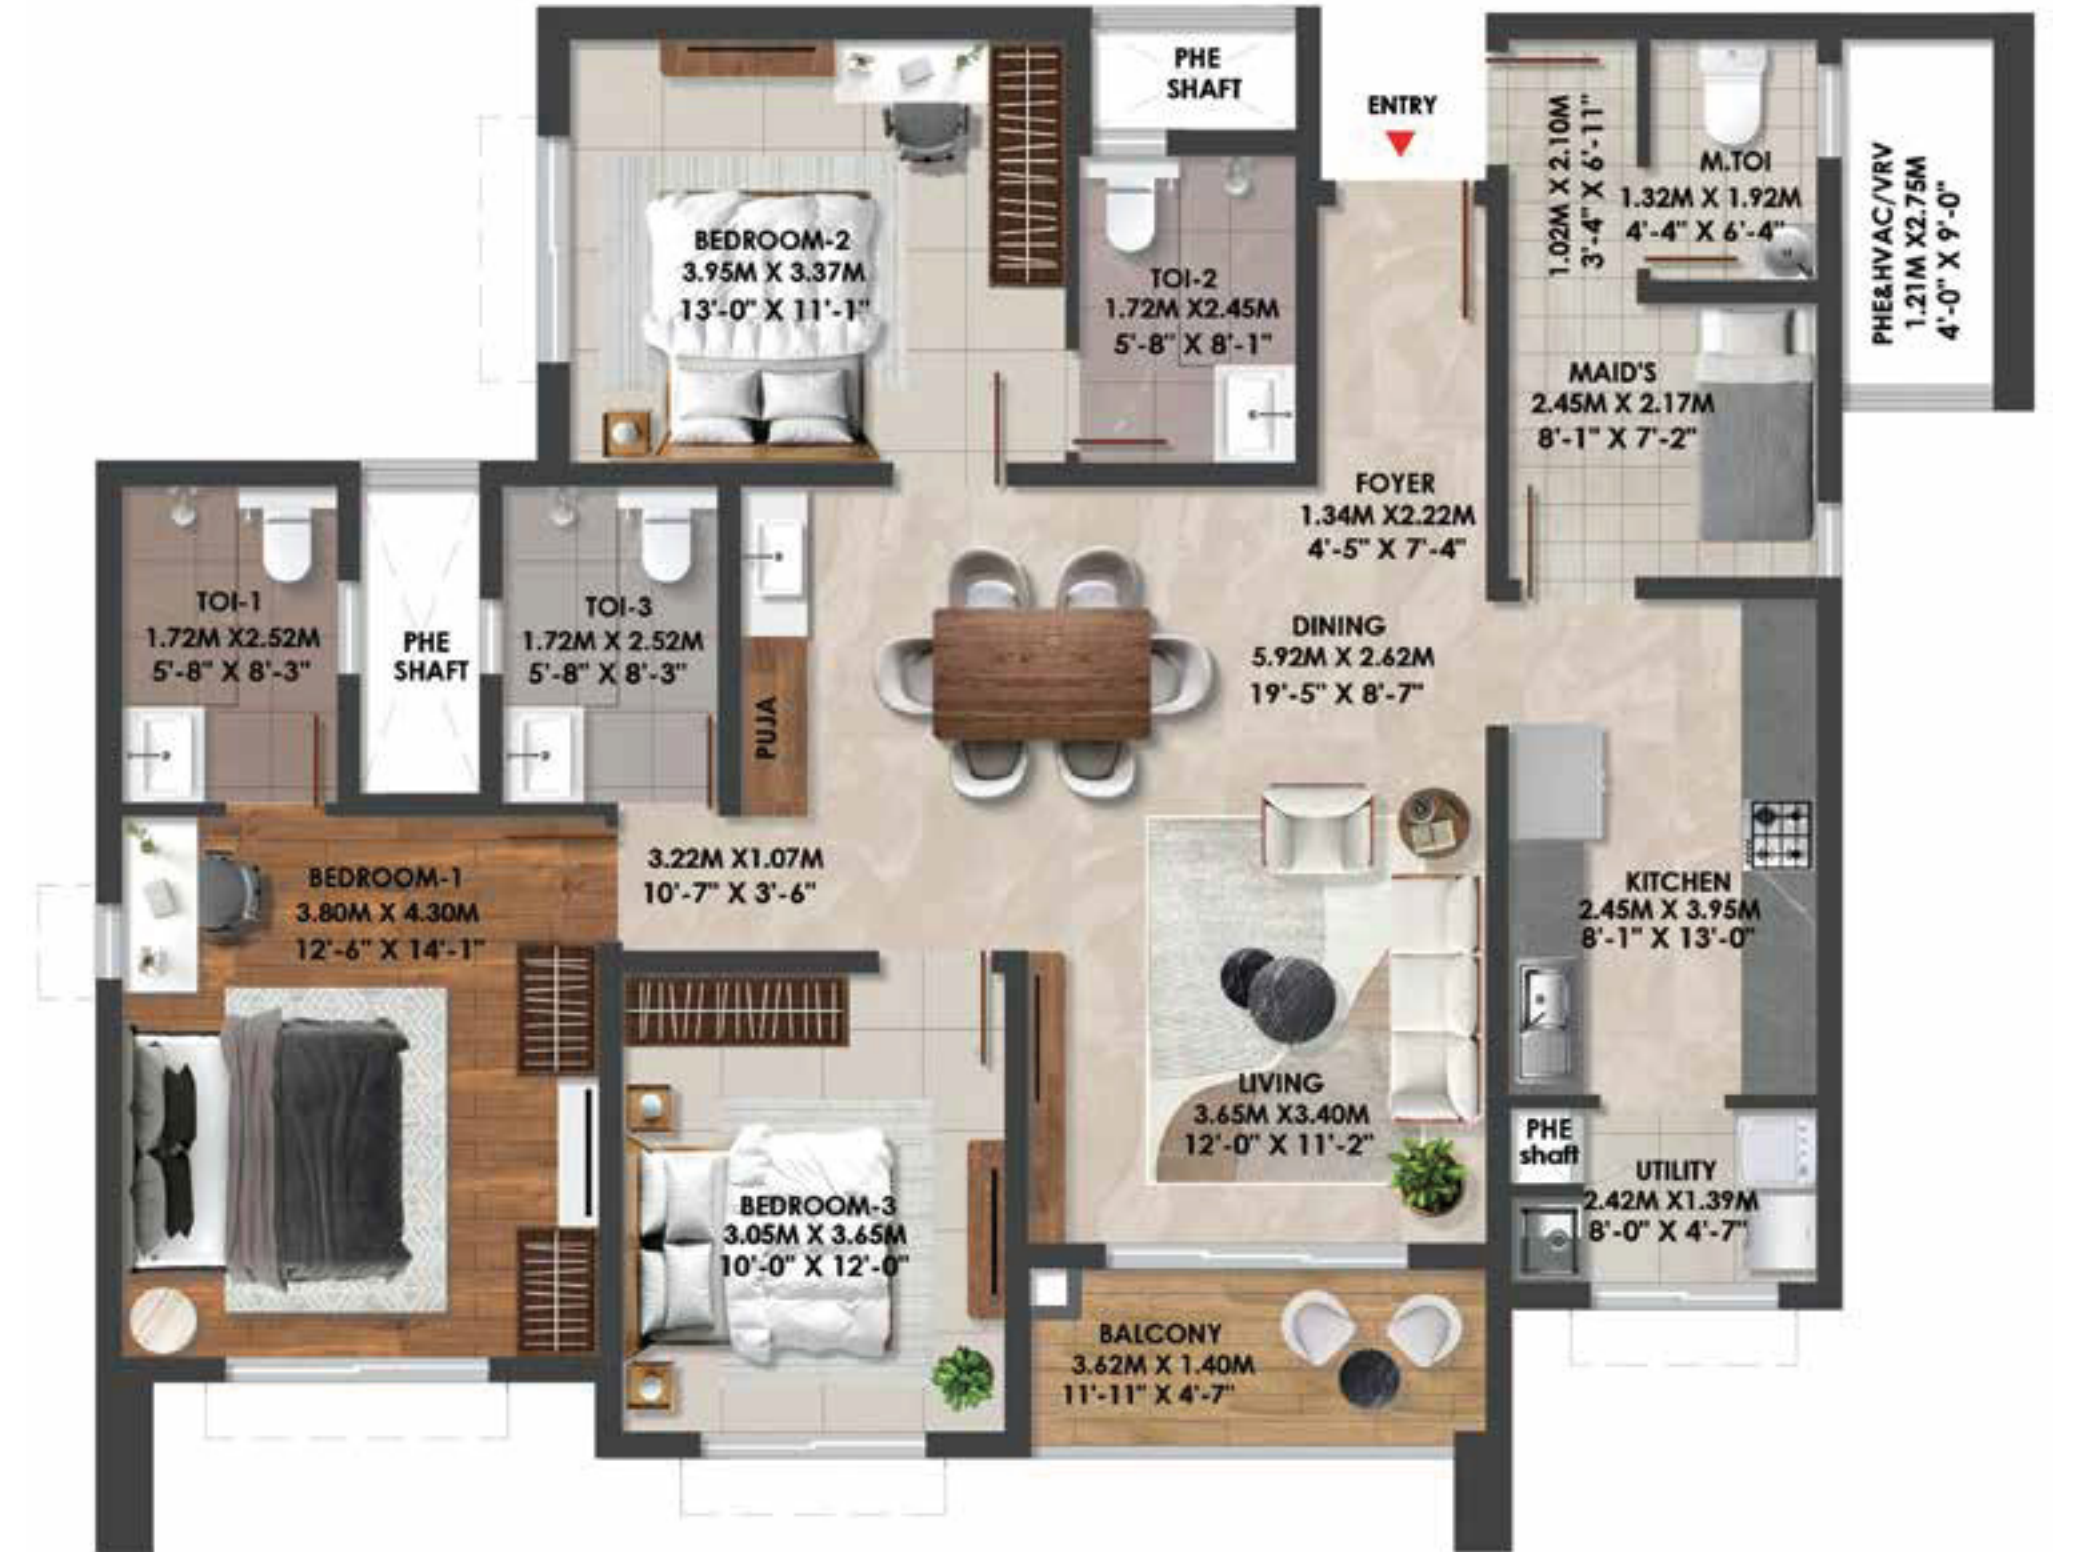 PHE
SHAFT
ENTRY
1.02M X 2.10M
3'-4" X 6'-11"
M.TOI
1.32M X 1.92M
4'-4" X 6'-4"
PHE&HVAC/VRV
1.21M X2.75M
4'-0" X 9'-0"
BEDROOM-2
3.95M X 3.37M
13'-0" X 11'-1"
TOI-2
1.72M X2.45M
5'-8" X 8'-1"
MAID'S
2.45M X 2.17M
8'-1" X 7'-2"
FOYER
1.34M X2.22M
4'-5" X 7'-4"
TOI-1
1.72M X2.52M
5'-8" X 8'-3"
PHE
SHAFT
TOI-3
1.72M X 2.52M
5'-8" X 8'-3"
PUJA
DINING
5.92M X 2.62M
19'-5" X 8'-7"
3.22M X1.07M
10'-7" X 3'-6"
BEDROOM-1
3.80M X 4.30M
12'-6" X 14'-1"
KITCHEN
2.45M X 3.95M
8'-1" X 13'-0"
LIVING
3.65M X3.40M
12'-0" X 11'-2"
PHE
shaft
UTILITY
2.42M X1.39M
8'-0" X 4'-7"
BEDROOM-3
3.05M X 3.65M
10'-0" X 12'-0"
BALCONY
3.62M X 1.40M
11'-11" X 4'-7"